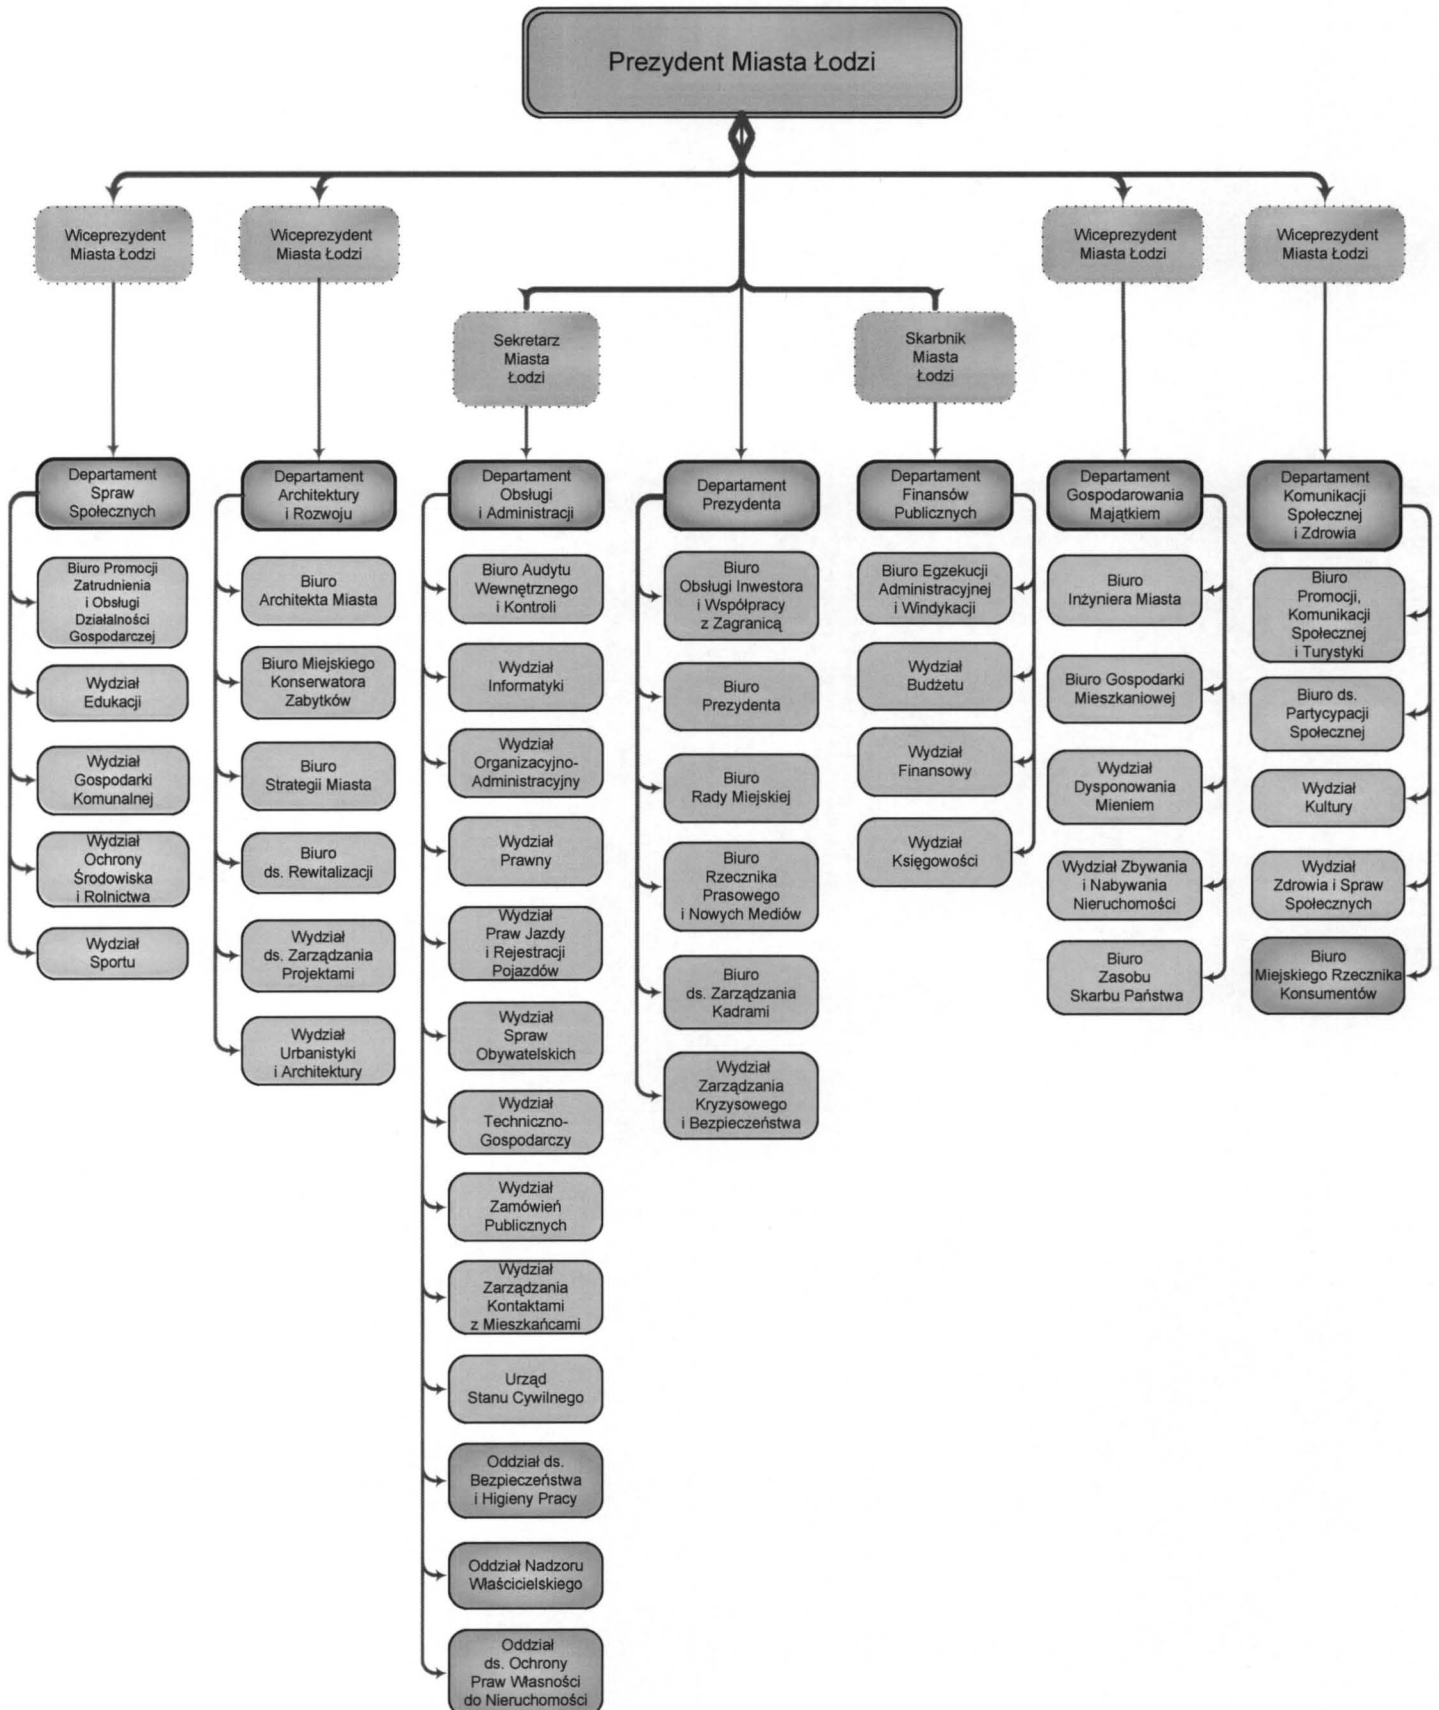 Prezydent Miasta Łodzi
Wiceprezydent
Miasta Łodzi
Wiceprezydent
Miasta Łodzi
Wiceprezydent
Miasta Łodzi
Wiceprezydent
Miasta Łodzi
Sekretarz
Miasta
Łodzi
Skarbnik
Miasta
Łodzi
Departament
Spraw
Społecznych
Biuro Promocji
Zatrudnienia
i Obsługi
Działalności
Gospodarczej
Wydział
Edukacji
Wydział
Gospodarki
Komunalnej
Wydział
Ochrony
Środowiska
i Rolnictwa
Wydział
Sportu
Departament
Architektury
i Rozwoju
Biuro
Architekta Miasta
Biuro Miejskiego
Konserwatora
Zabytków
Biuro
Strategii Miasta
Biuro
ds. Rewitalizacji
Wydział
ds. Zarządzania
Projektami
Wydział
Urbanistyki
i Architektury
Departament
Obsługi
i Administracji
Biuro Audytu
Wewnętrznego
i Kontroli
Wydział
Informatyki
Wydział
Organizacyjno-
Administracyjny
Wydział
Prawny
Wydział
Praw Jazdy
i Rejestracji
Pojazdów
Wydział
Spraw
Obywatelskich
Wydział
Techniczno-
Gospodarczy
Wydział
Zamówień
Publicznych
Wydział
Zarządzania
Kontaktami
z Mieszkańcami
Urząd
Stanu Cywilnego
Oddział ds.
Bezpieczeństwa
i Higieny Pracy
Oddział Nadzoru
Właścicielskiego
Oddział
ds. Ochrony
Praw Własności
do Nieruchomości
Departament
Prezydenta
Biuro
Obsługi Inwestora
i Współpracy
z Zagranicą
Biuro
Prezydenta
Biuro
Rady Miejskiej
Biuro
Rzecznika
Prasowego
i Nowych Mediów
Biuro
ds. Zarządzania
Kadrami
Wydział
Zarządzania
Kryzysowego
i Bezpieczeństwa
Departament
Finansów
Publicznych
Biuro Egzekucji
Administracyjnej
i Windykacji
Wydział
Budżetu
Wydział
Finansowy
Wydział
Księgowości
Departament
Gospodarowania
Majątkiem
Biuro
Inżyniera Miasta
Biuro Gospodarki
Mieszkaniowej
Wydział
Dysponowania
Mieniem
Wydział Zbywania
i Nabywania
Nieruchomości
Biuro
Zasobu
Skarbu Państwa
Departament
Komunikacji
Społecznej
i Zdrowia
Biuro
Promocji,
Komunikacji
Społecznej
i Turystyki
Biuro ds.
Partycypacji
Społecznej
Wydział
Kultury
Wydział
Zdrowia i Spraw
Społecznych
Biuro
Miejskiego Rzecznika
Konsumentów